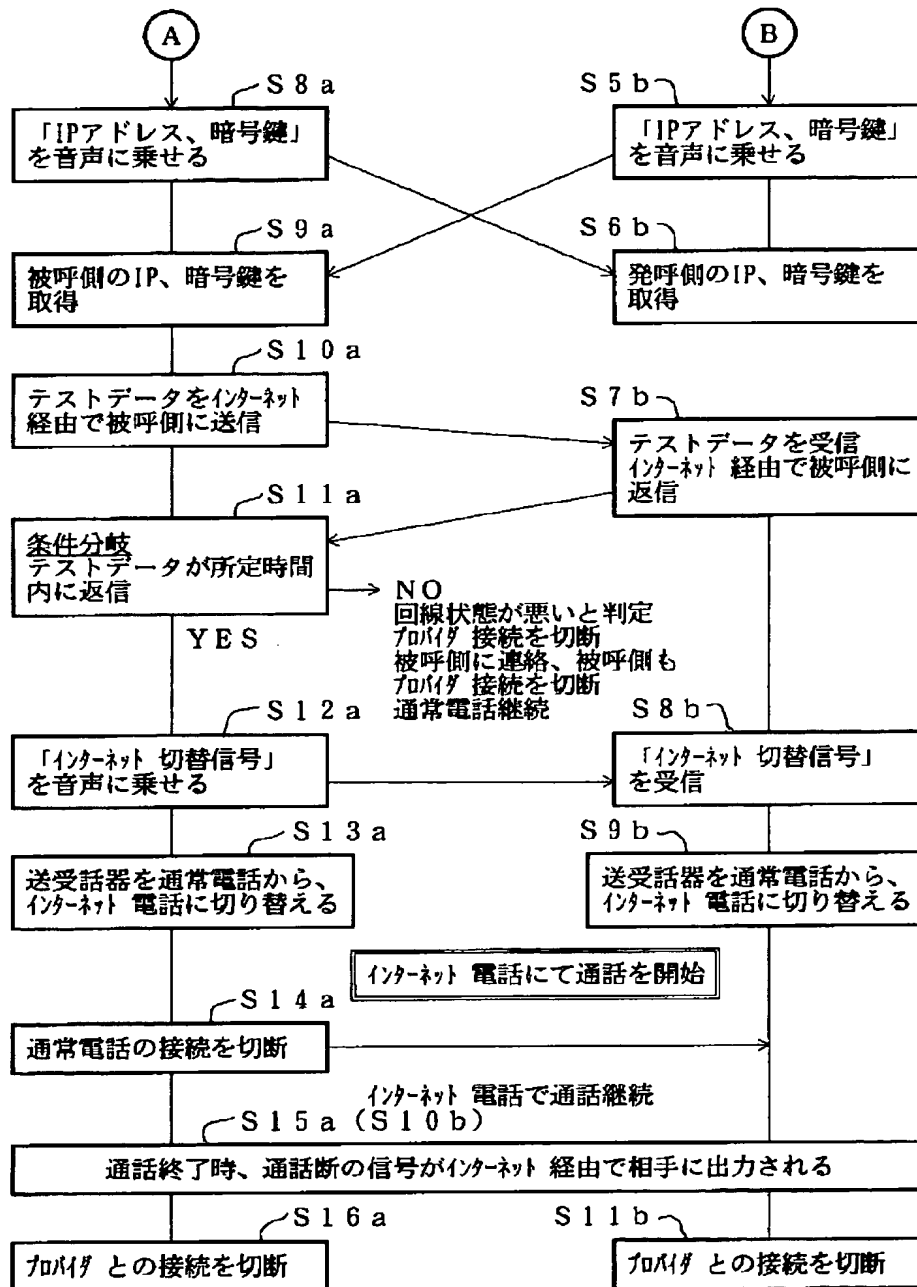 A
B
S8a
S5b
「IPアドレス、暗号鍵」
を音声に乗せる
「IPアドレス、暗号鍵」
を音声に乗せる
S9a
S6b
被呼側のIP、暗号鍵を
取得
発呼側のIP、暗号鍵を
取得
S10a
テストデータをインターネット
経由で被呼側に送信
S7b
テストデータを受信
インターネット 経由で被呼側に
返信
S11a
条件分岐
テストデータが所定時間
内に返信
NO
回線状態が悪いと判定
プロバイダ 接続を切断
被呼側に連絡、被呼側も
プロバイダ 接続を切断
通常電話継続
YES
S12a
S8b
「インターネット 切替信号」
を音声に乗せる
「インターネット 切替信号」
を受信
S13a
S9b
送受話器を通常電話から、
インターネット 電話に切り替える
送受話器を通常電話から、
インターネット 電話に切り替える
インターネット 電話にて通話を開始
S14a
通常電話の接続を切断
インターネット 電話で通話継続
S15a(S10b)
通話終了時、通話断の信号がインターネット 経由で相手に出力される
S16a
S11b
プロバイダ との接続を切断
プロバイダ との接続を切断